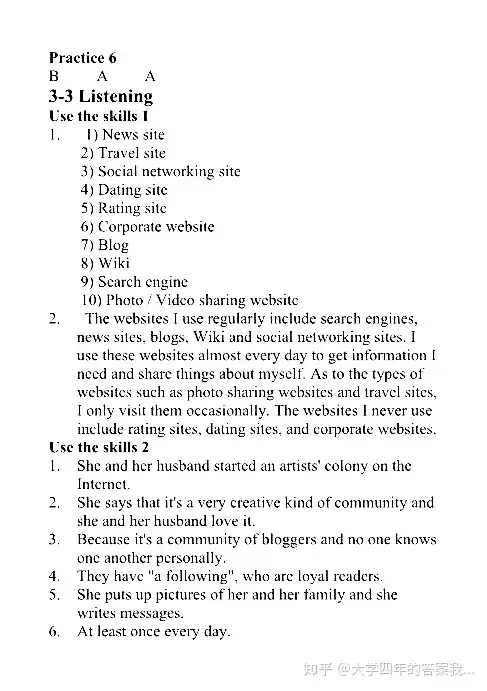 Practice 6
B A A
3-3 Listening
Use the skills 1
1. 1) News site
2) Travel site
3) Social networking site
4) Dating site
5) Rating site
6) Corporate website
7) Blog
8) Wiki
9) Search engine
10) Photo / Video sharing website
2. The websites I use regularly include search engines,
news sites, blogs, Wiki and social networking sites. I
use these websites almost every day to get information I
need and share things about myself. As to the types of
websites such as photo sharing websites and travel sites,
I only visit them occasionally. The websites I never use
include rating sites, dating sites, and corporate websites.
Use the skills 2
1. She and her husband started an artists' colony on the
Internet.
2. She says that it's a very creative kind of community and
she and her husband love it.
3. Because it's a community of bloggers and no one knows
one another personally.
4. They have "a following", who are loyal readers.
5. She puts up pictures of her and her family and she
writes messages.
6. At least once every day.
知乎 @大学四年的答案我...